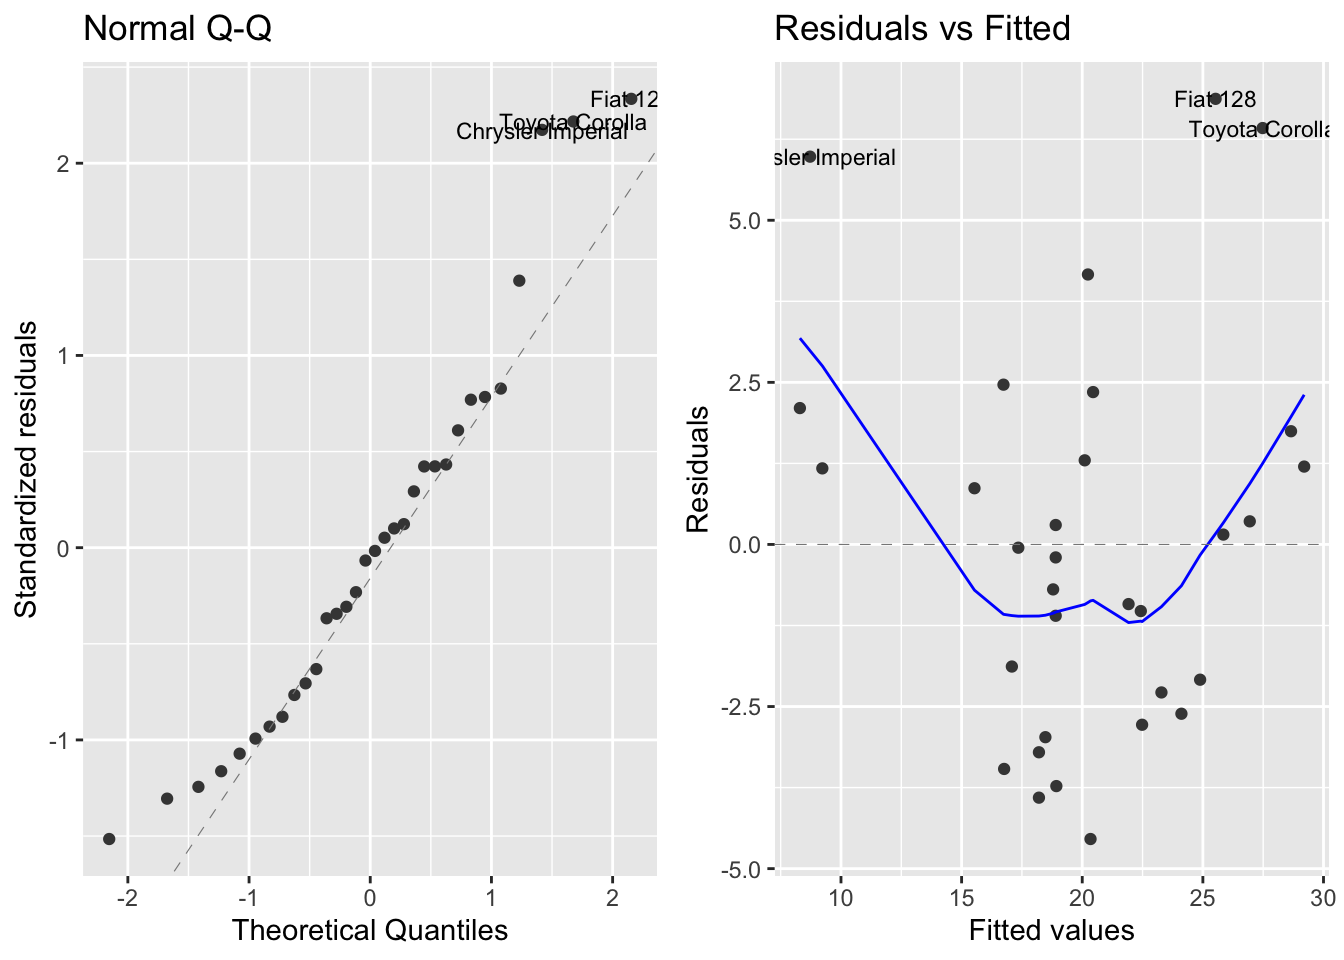 Normal Q-Q
Fiat 12
Toyota Corolla
Chrysler Imperial
2
1
0
-1
Standardized residuals
-2
-1
0
1
2
Theoretical Quantiles
Residuals vs Fitted
Fiat 128
Toyota Corolla
sler Imperial
5.0
2.5
0.0
-2.5
-5.0
Residuals
10
15
20
25
30
Fitted values